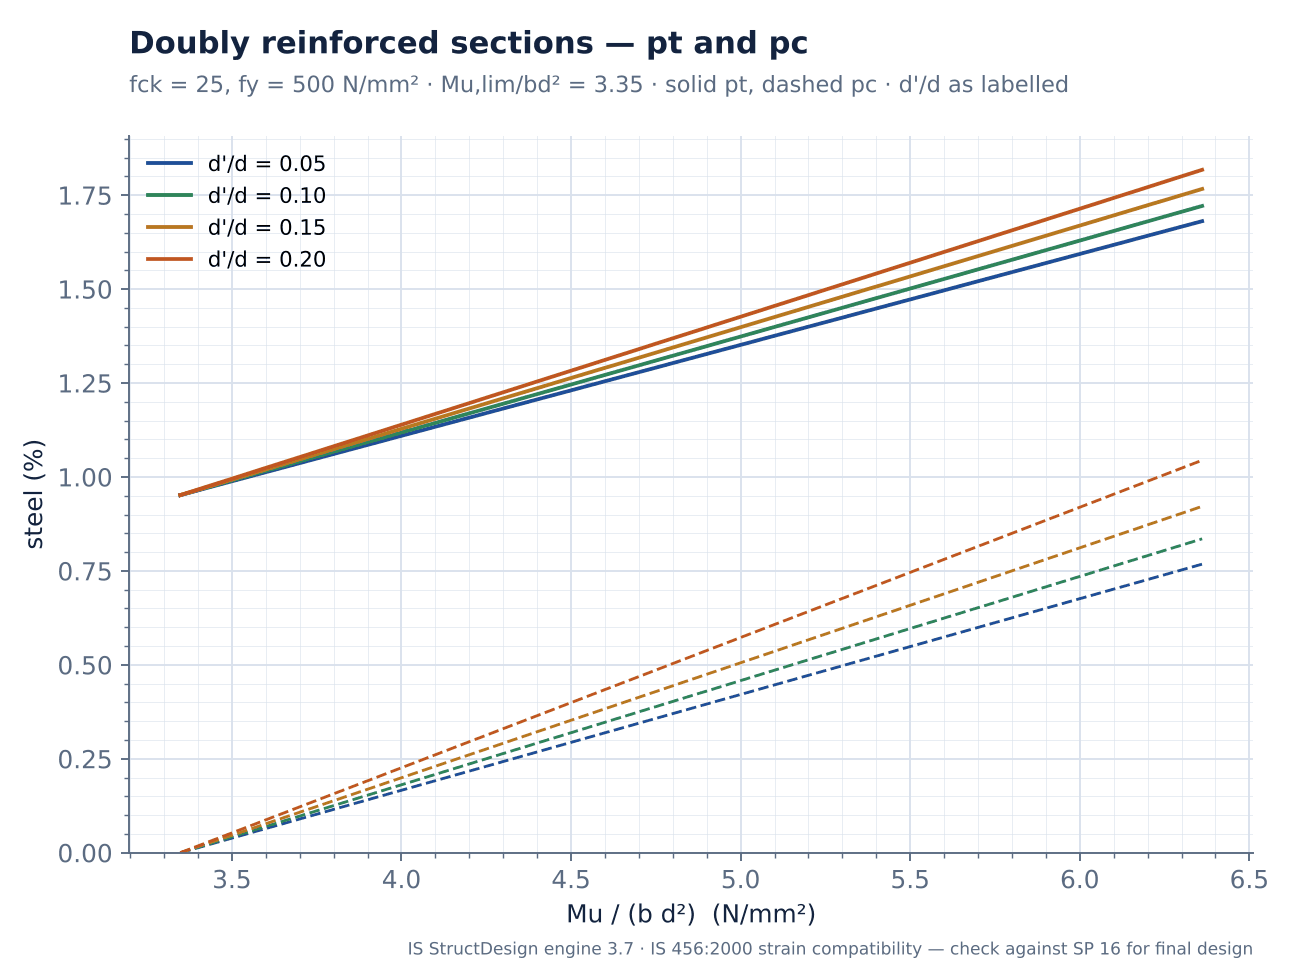 Doubly reinforced sections — pt and pc
fck = 25, fy = 500 N/mm² · Mu,lim/bd² = 3.35 · solid pt, dashed pc · d'/d as labelled
d'/d = 0.05
d'/d = 0.10
d'/d = 0.15
d'/d = 0.20
steel (%)
1.75
1.50
1.25
1.00
0.75
0.50
0.25
0.00
3.5 4.0 4.5 5.0 5.5 6.0 6.5
Mu / (b d²) (N/mm²)
IS StructDesign engine 3.7 · IS 456:2000 strain compatibility — check against SP 16 for final design